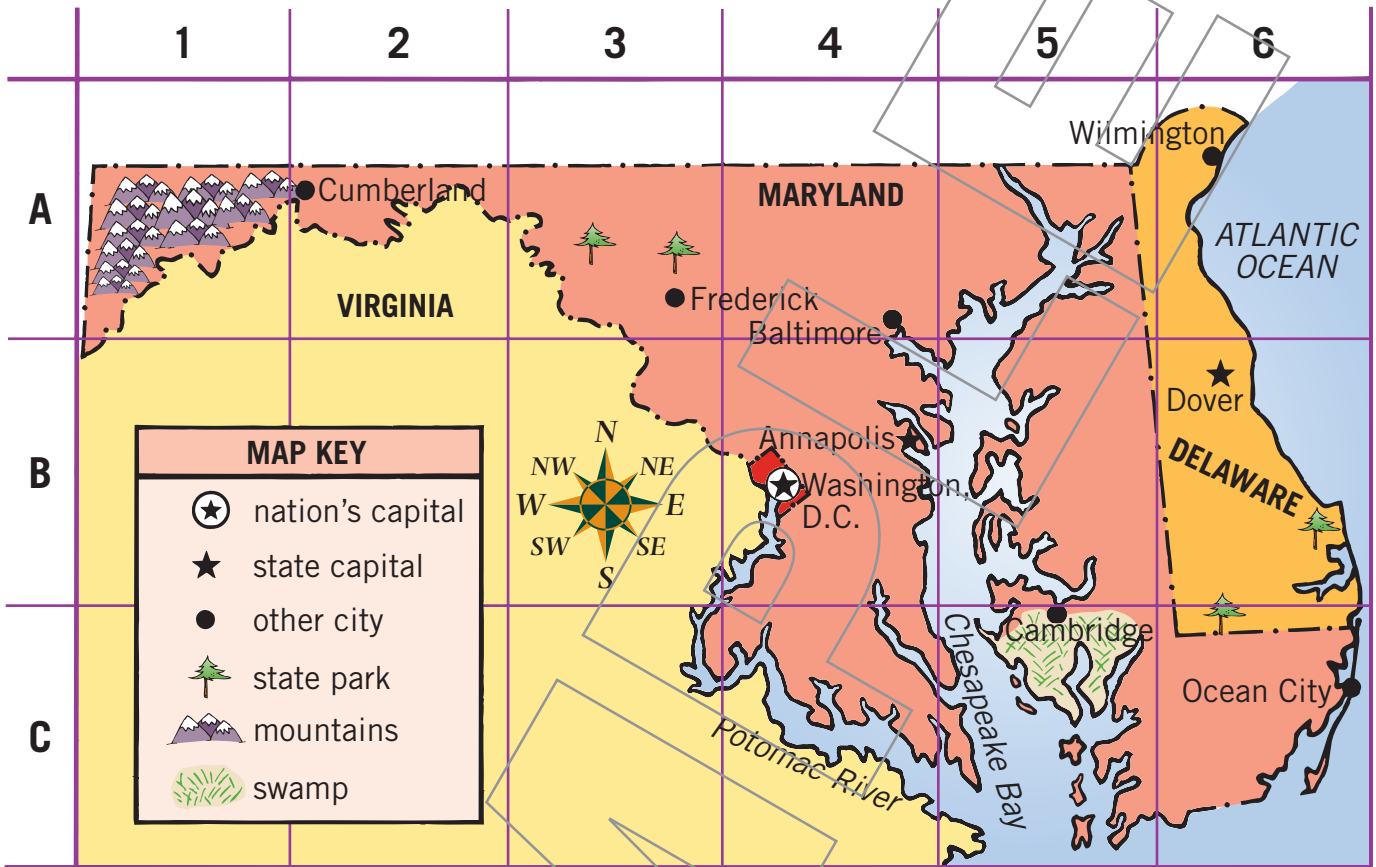 1 2 3 4 5 6
Wilmington
A
Cumberland
MARYLAND
ATLANTIC
OCEAN
VIRGINIA
Frederick
Baltimore
Dover
MAP KEY
nation's capital
state capital
other city
state park
mountains
swamp
B
N
NW NE
W E
SW SE
S
Annapolis
Washington,
D.C.
DELAWARE
Cambridge
Chesapeake Bay
Ocean City
C
Potomac River